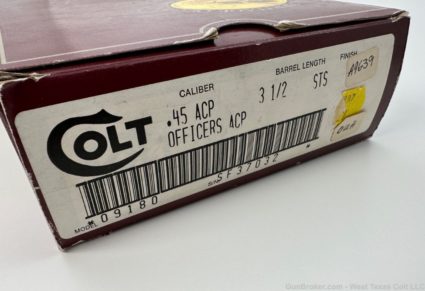 CALIBER
BARREL LENGTH
FINISH
COLT
.45 ACP
3 1/2
STS
OFFICERS ACP
A1639
MODEL
09180
S/N
SF37032
GunBroker.com - West Texas Colt LLC